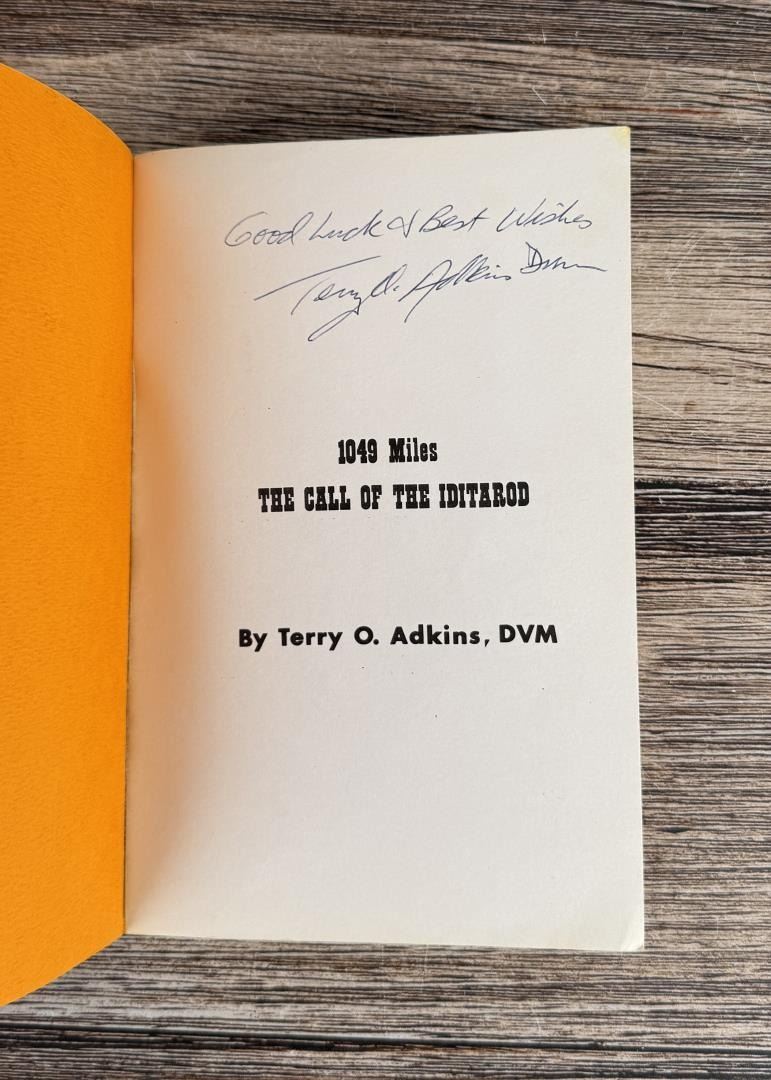 Good Luck & Best Wishes
Terry O. Adkins DVM
1049 Miles
THE CALL OF THE IDITAROD
By Terry O. Adkins, DVM